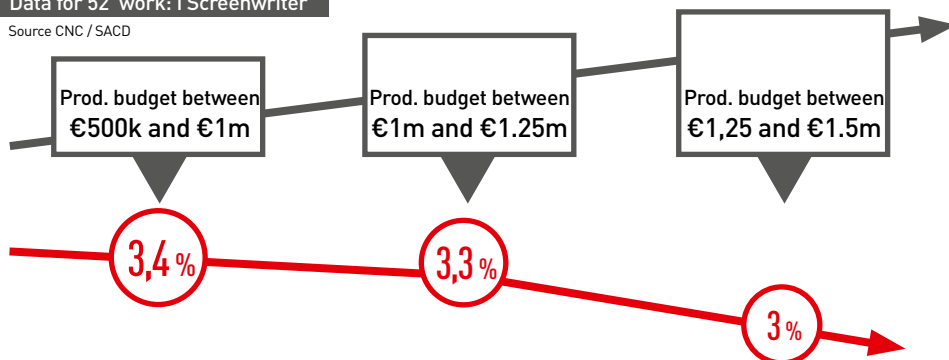 Data for 52' work: 1 Screenwriter
Source CNC / SACD
Prod. budget between
€500k and €1m
Prod. budget between
€1m and €1.25m
Prod. budget between
€1,25 and €1.5m
3,4 %
3,3 %
3 %